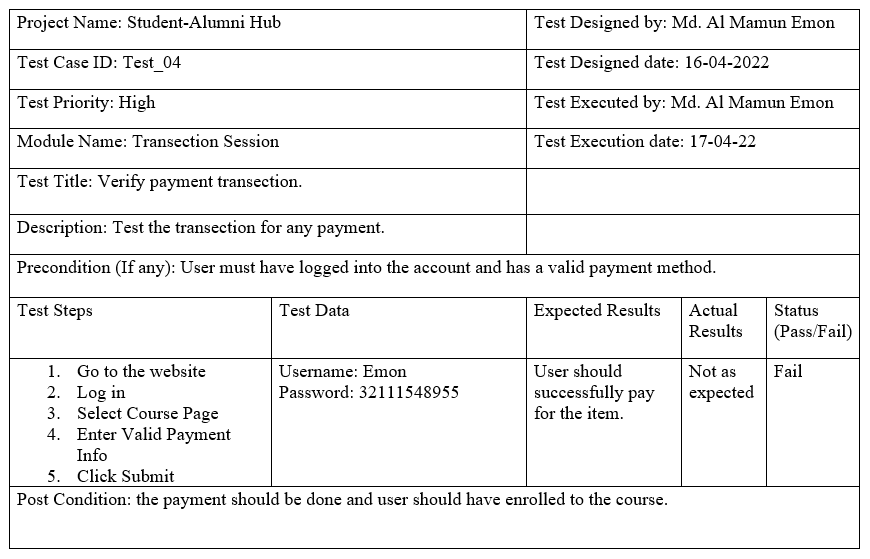 Project Name: Student-Alumni Hub
Test Designed by: Md. Al Mamun Emon
Test Case ID: Test_04
Test Designed date: 16-04-2022
Test Priority: High
Test Executed by: Md. Al Mamun Emon
Module Name: Transection Session
Test Execution date: 17-04-22
Test Title: Verify payment transection.
Description: Test the transection for any payment.
Precondition (If any): User must have logged into the account and has a valid payment method.
Test Steps
Test Data
Expected Results
Actual
Results
Status
(Pass/Fail)
1. Go to the website
2. Log in
3. Select Course Page
4. Enter Valid Payment
Info
5. Click Submit
Username: Emon
Password: 32111548955
User should
successfully pay
for the item.
Not as
expected
Fail
Post Condition: the payment should be done and user should have enrolled to the course.